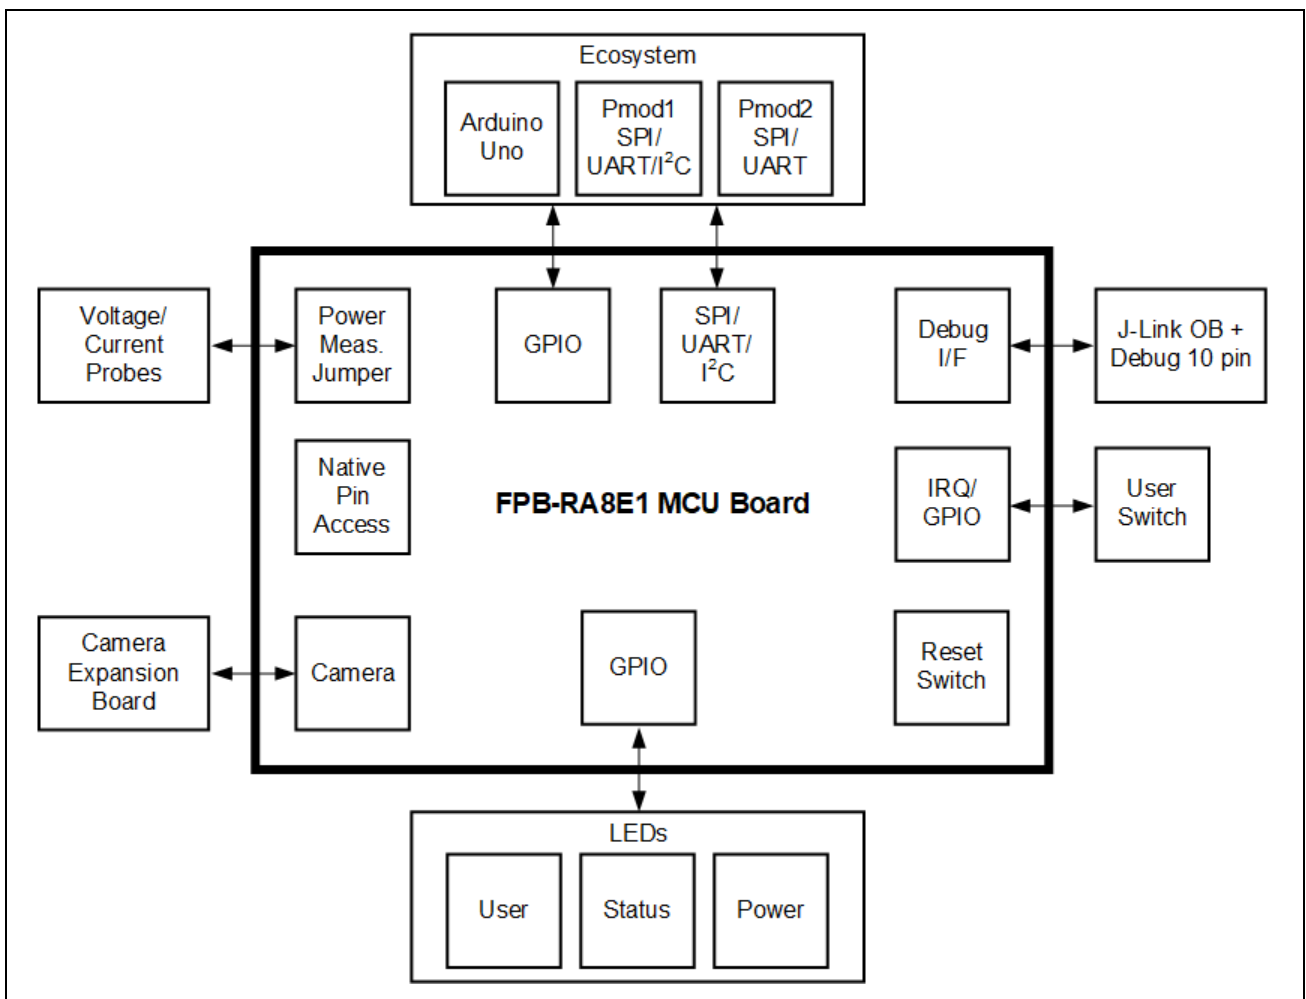 Ecosystem
Arduino
Uno
Pmod1
SPI/
UART/I²C
Pmod2
SPI/
UART
Voltage/
Current
Probes
Power
Meas.
Jumper
GPIO
SPI/
UART/
I²C
Debug
I/F
J-Link OB +
Debug 10 pin
Native
Pin
Access
FPB-RA8E1 MCU Board
IRQ/
GPIO
User
Switch
Camera
Expansion
Board
Camera
GPIO
Reset
Switch
LEDs
User
Status
Power